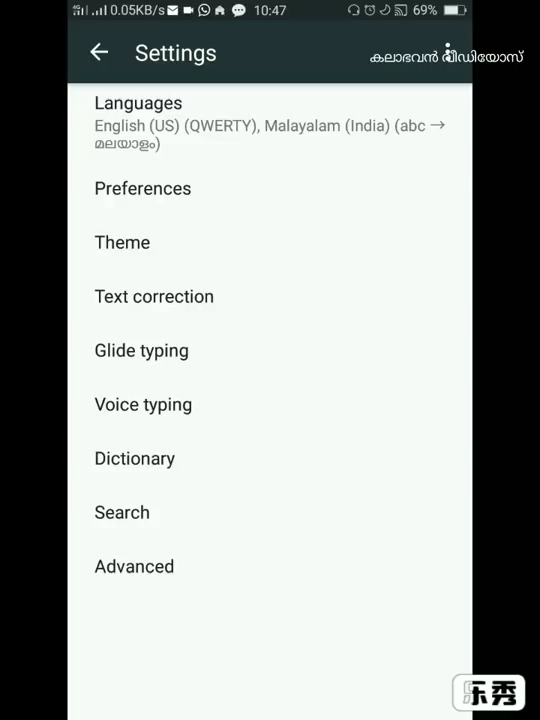 0.05KB/s 10:47 69%
Settings
കലാഭവൻ വീഡിയോസ്
Languages
English (US) (QWERTY), Malayalam (India) (abc →
മലയാളം)
Preferences
Theme
Text correction
Glide typing
Voice typing
Dictionary
Search
Advanced
乐秀